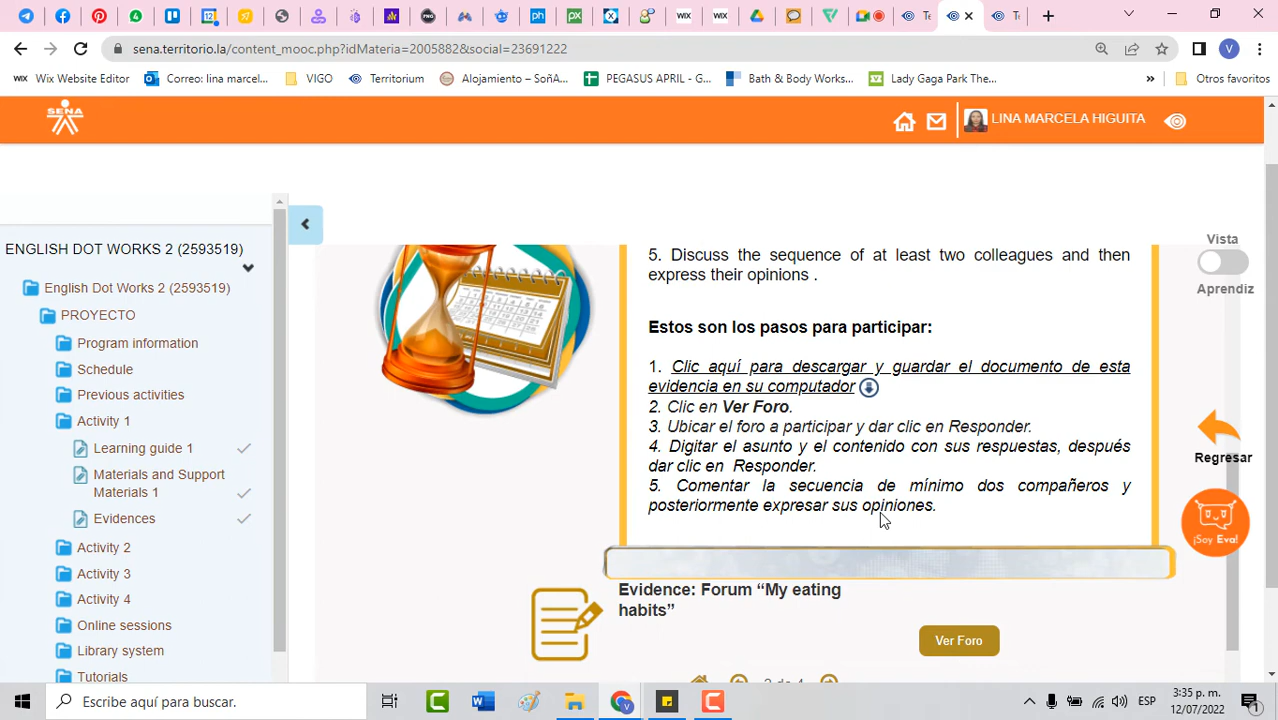 Te
To
sena.territorio.la/content_mooc.php?idMateria=2005882&social=23691222
V
WIX Wix Website Editor
Correo: lina marcel...
VIGO
Territorium
Alojamiento – SoñA...
PEGASUS APRIL - G...
Bath & Body Works...
Lady Gaga Park The...
»
Otros favoritos
SENA
LINA MARCELA HIGUITA
ENGLISH DOT WORKS 2 (2593519)
English Dot Works 2 (2593519)
PROYECTO
Program information
Schedule
Previous activities
Activity 1
Learning guide 1
Materials and Support
Materials 1
Evidences
Activity 2
Activity 3
Activity 4
Online sessions
Library system
Tutorials
5. Discuss the sequence of at least two colleagues and then
express their opinions .
Estos son los pasos para participar:
1. Clic aquí para descargar y guardar el documento de esta
evidencia en su computador
2. Clic en Ver Foro.
3. Ubicar el foro a participar y dar clic en Responder.
4. Digitar el asunto y el contenido con sus respuestas, después
dar clic en Responder.
5. Comentar la secuencia de mínimo dos compañeros y
posteriormente expresar sus opiniones.
Evidence: Forum “My eating
habits”
Ver Foro
Vista
Aprendiz
Regresar
¡Soy Eva!
Escribe aquí para buscar.
ESP
3:35 p. m.
12/07/2022